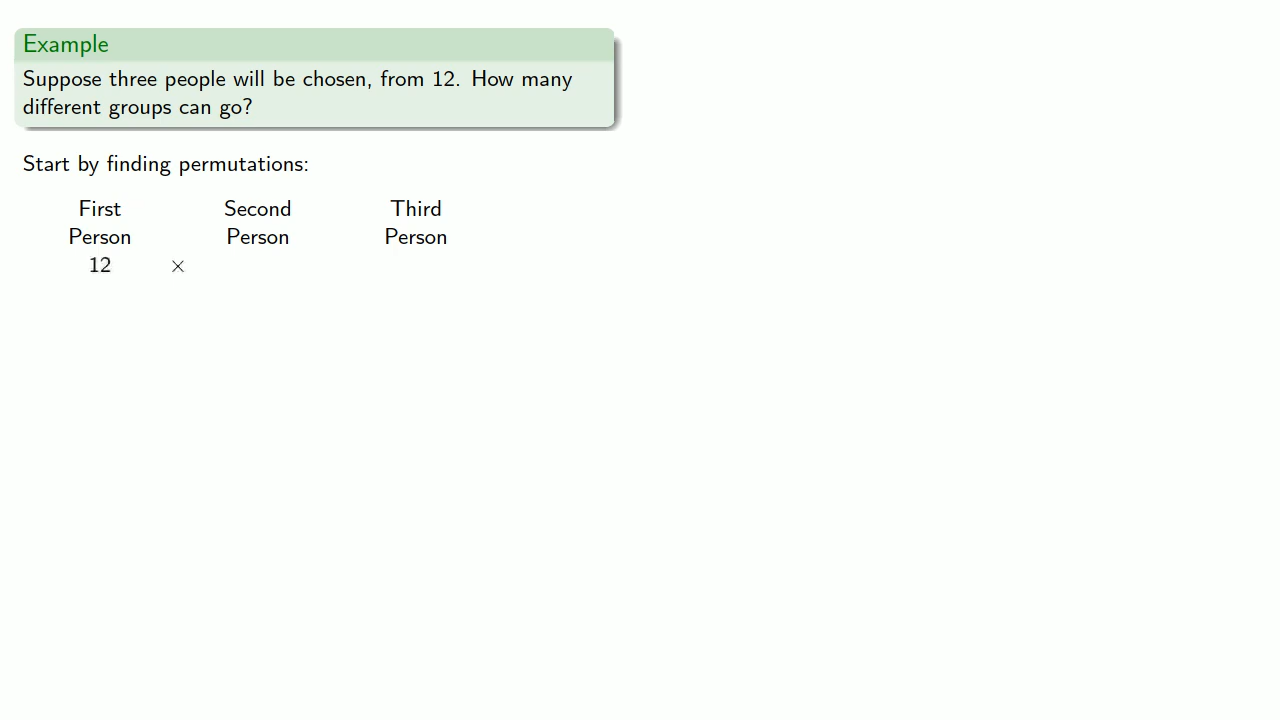 Example
Suppose three people will be chosen, from 12. How many
different groups can go?
Start by finding permutations:
First Second Third
Person Person Person
12 ×